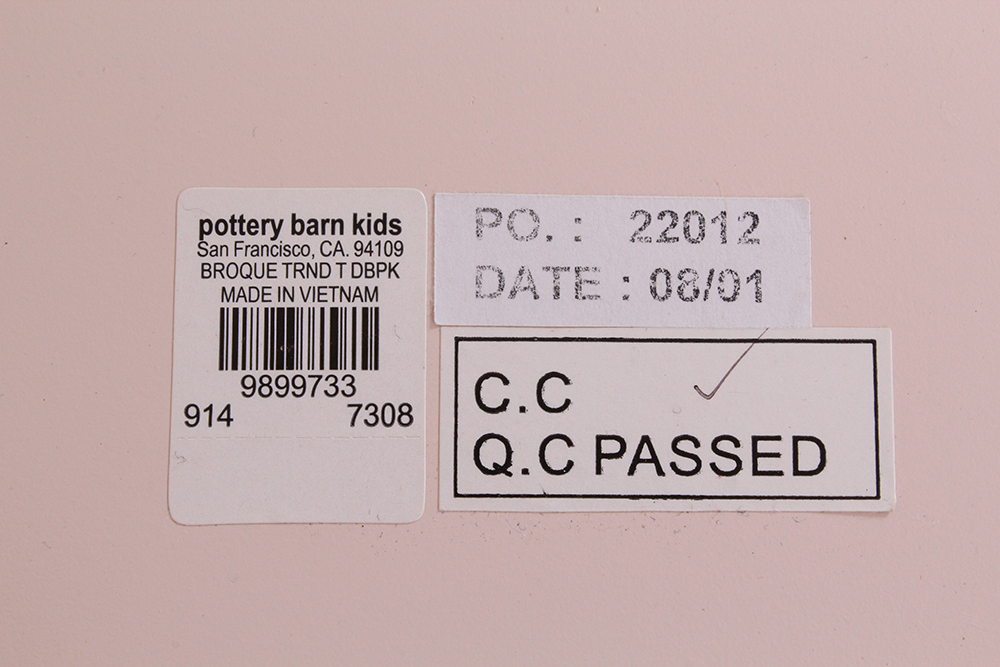 pottery barn kids
San Francisco, CA. 94109
BROQUE TRND T DBPK
MADE IN VIETNAM
9899733
914 7308
PO. : 22012
DATE : 08/01
C.C
Q.C PASSED